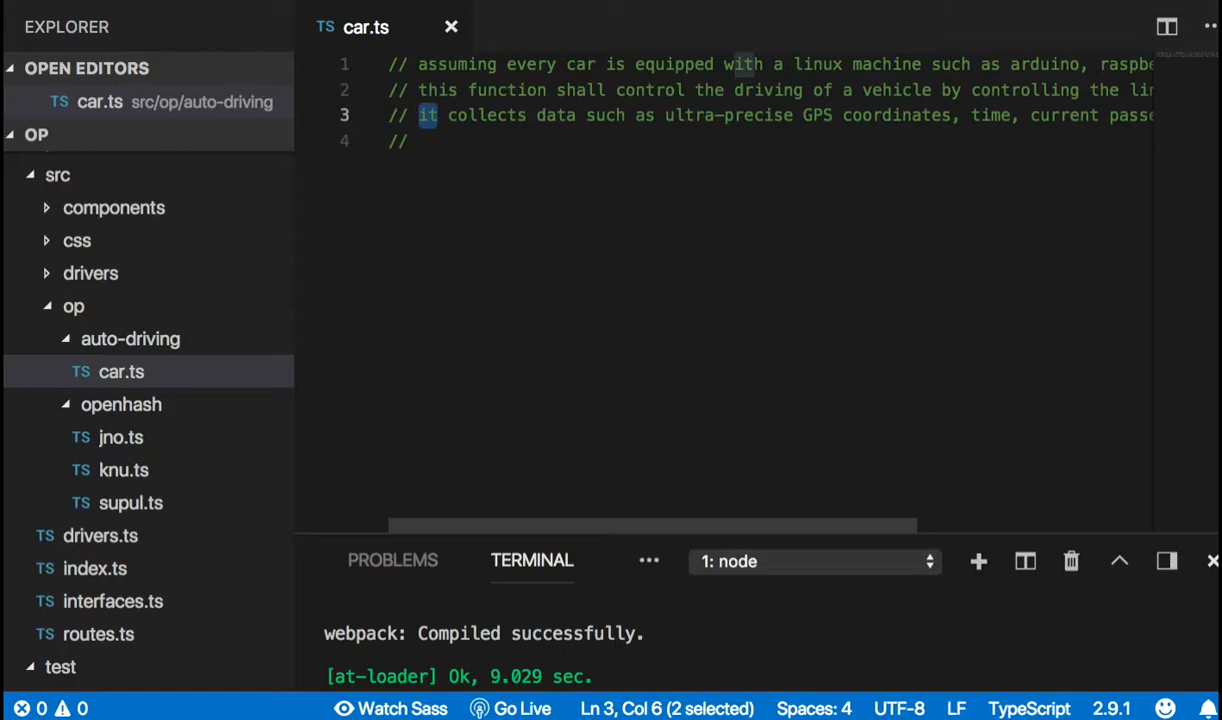 EXPLORER
TS car.ts
OPEN EDITORS
TS car.ts src/op/auto-driving
OP
src
components
css
drivers
op
auto-driving
TS car.ts
openhash
TS jno.ts
TS knu.ts
TS supul.ts
TS drivers.ts
TS index.ts
TS interfaces.ts
TS routes.ts
test
1 // assuming every car is equipped with a linux machine such as arduino,
2 // this function shall control the driving of a vehicle by controlling the
3 // it collects data such as ultra-precise GPS coordinates, time, current
4 //
PROBLEMS TERMINAL ••• 1: node
webpack: Compiled successfully.
[at-loader] Ok, 9.029 sec.
0 0 Watch Sass Go Live Ln 3, Col 6 (2 selected) Spaces: 4 UTF-8 LF TypeScript 2.9.1